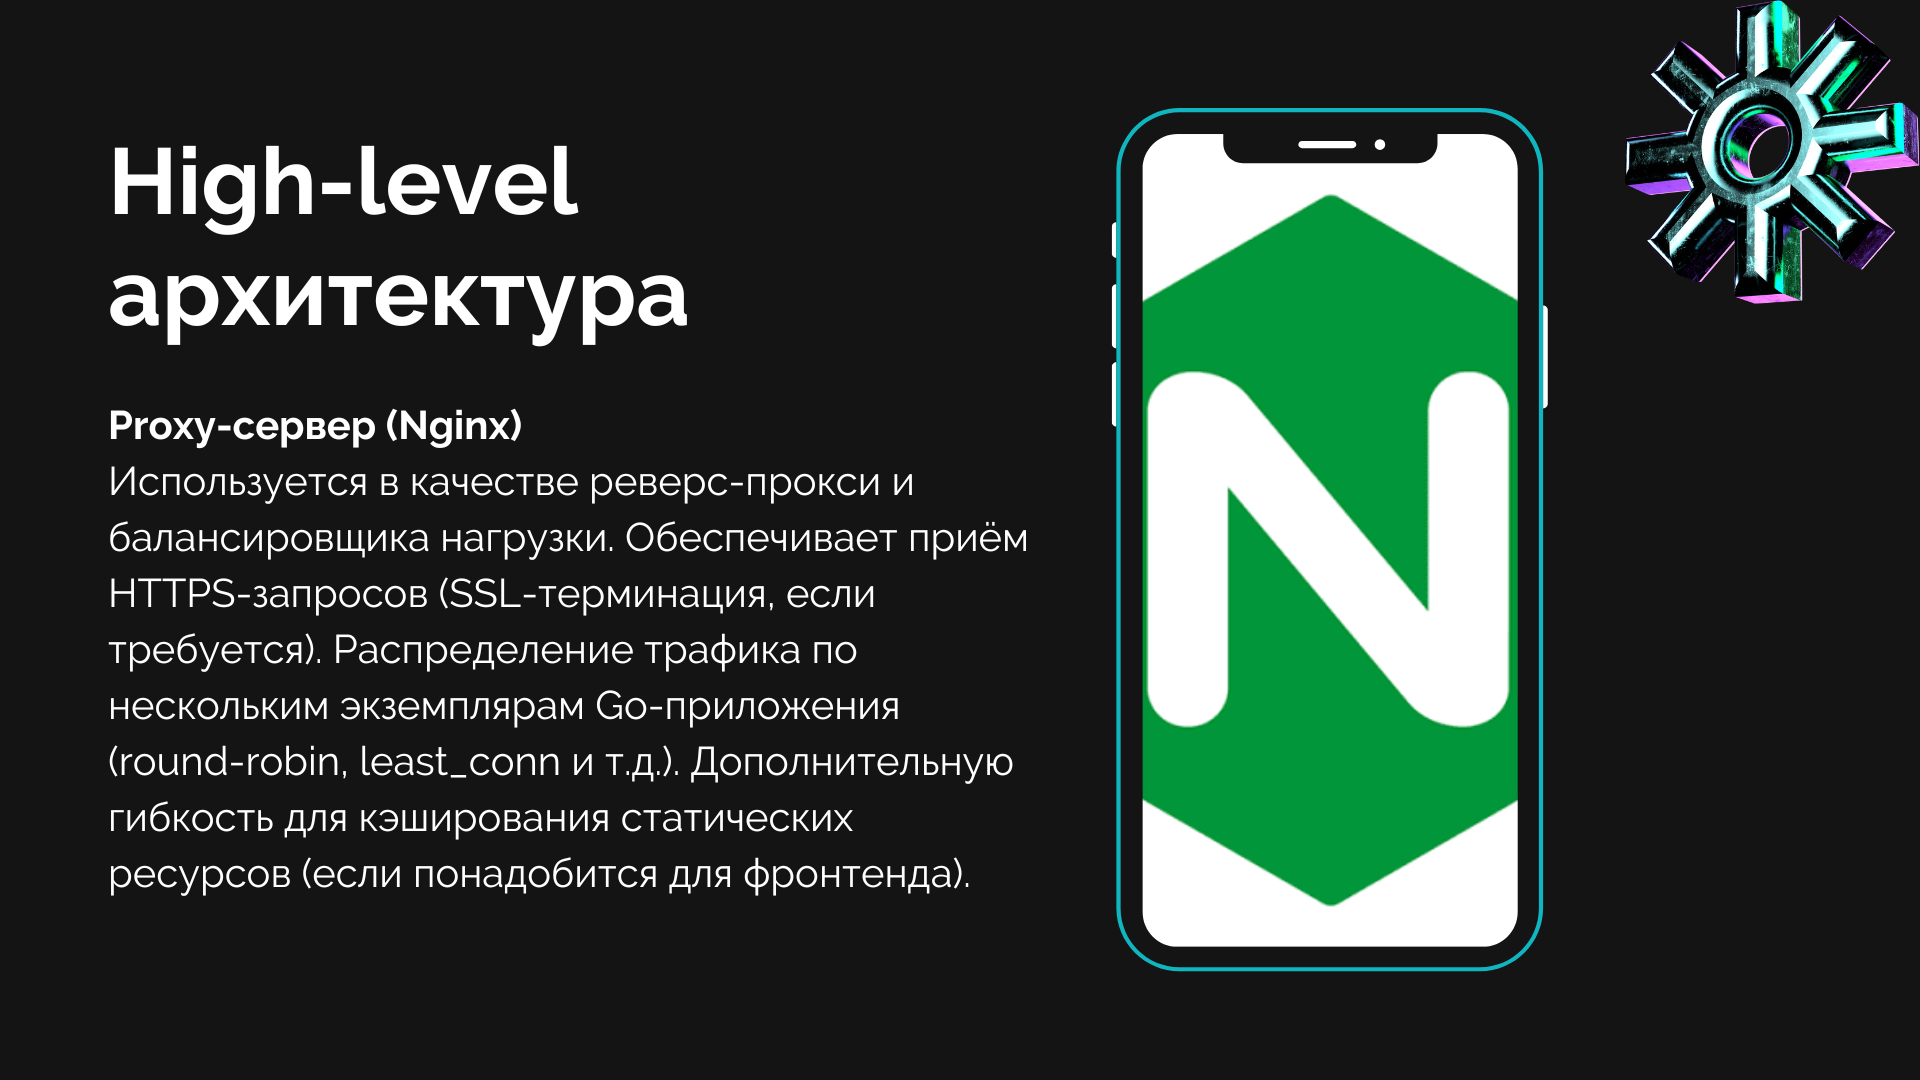 High-level
архитектура
Proxy-сервер (Nginx)
Используется в качестве реверс-прокси и
балансировщика нагрузки. Обеспечивает приём
HTTPS-запросов (SSL-терминация, если
требуется). Распределение трафика по
нескольким экземплярам Go-приложения
(round-robin, least_conn и т.д.). Дополнительную
гибкость для кэширования статических
ресурсов (если понадобится для фронтенда).
N